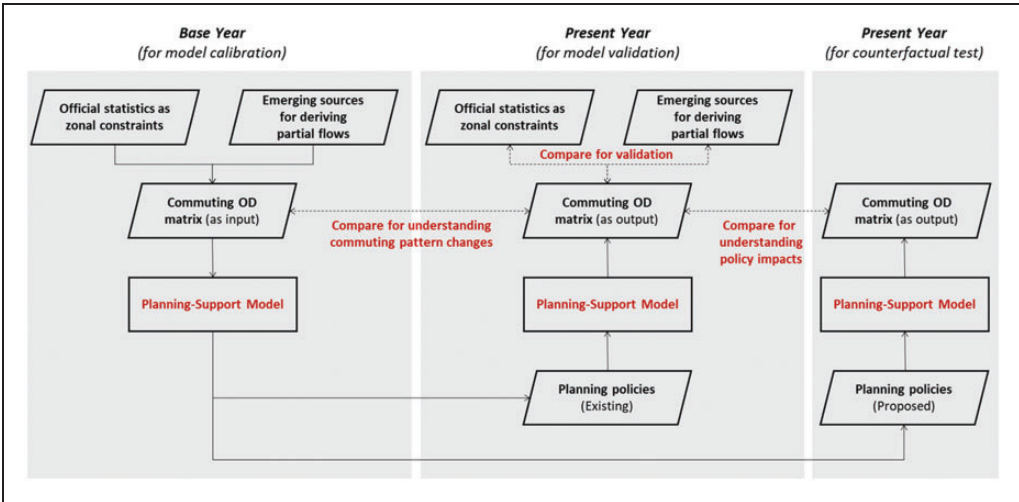 Base Year
(for model calibration)
Present Year
(for model validation)
Present Year
(for counterfactual test)
Official statistics as
zonal constraints
Emerging sources
for deriving
partial flows
Official statistics as
zonal constraints
Emerging sources
for deriving
partial flows
Compare for validation
Commuting OD
matrix (as input)
Compare for understanding
commuting pattern changes
Commuting OD
matrix (as output)
Compare for
understanding
policy impacts
Commuting OD
matrix (as output)
Planning-Support Model
Planning-Support Model
Planning-Support Model
Planning policies
(Existing)
Planning policies
(Proposed)